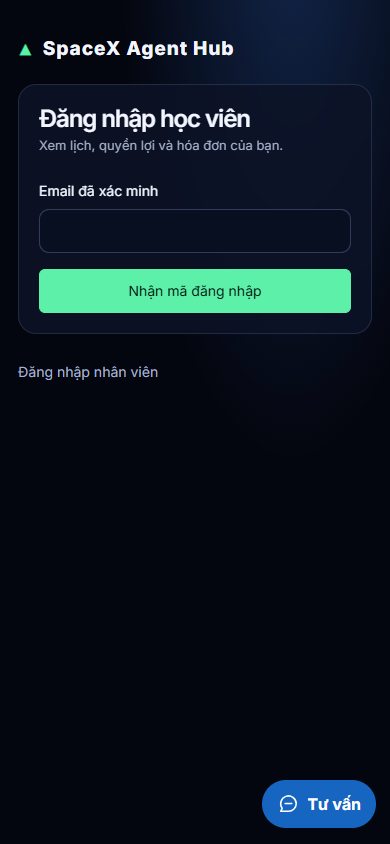 ▲ SpaceX Agent Hub
Đăng nhập học viên
Xem lịch, quyền lợi và hóa đơn của bạn.
Email đã xác minh
Nhận mã đăng nhập
Đăng nhập nhân viên
Tư vấn